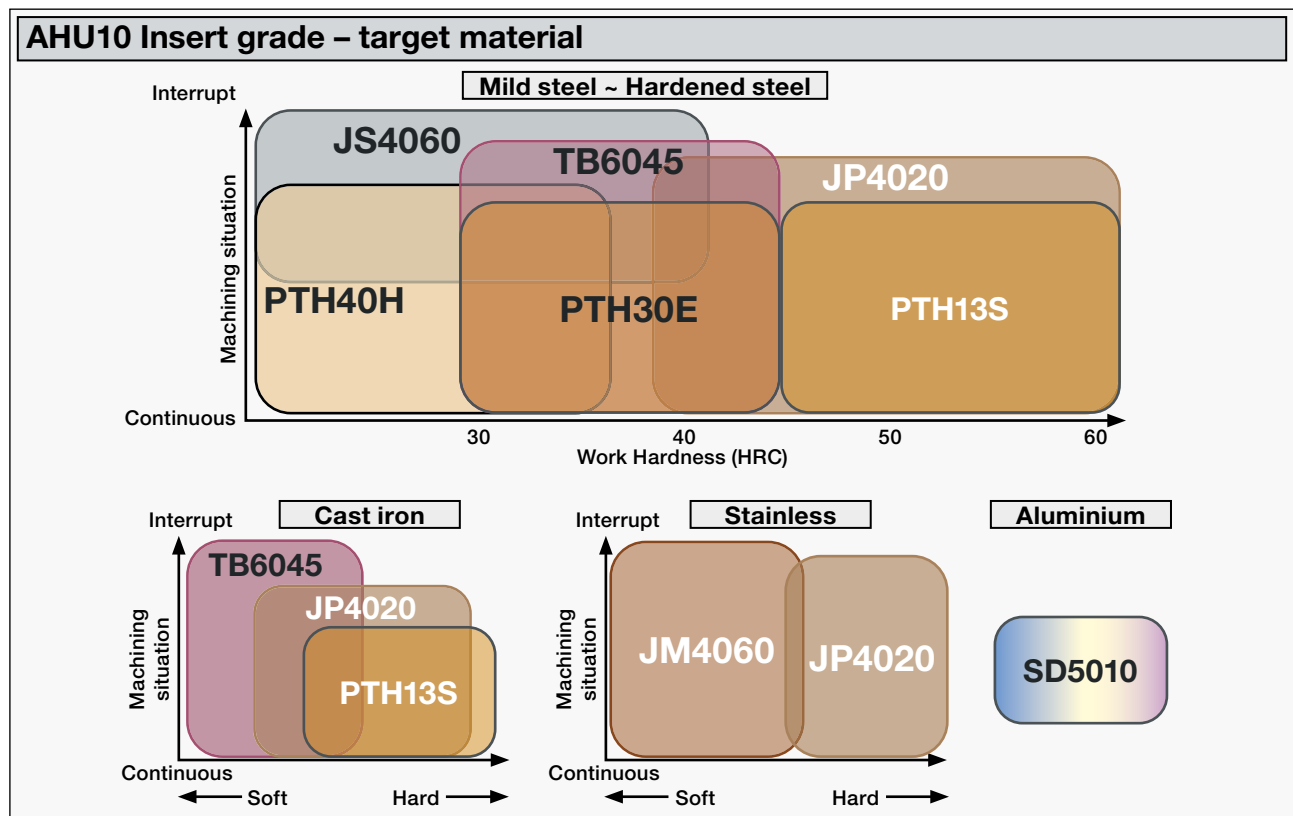 AHU10 Insert grade – target material
Mild steel ~ Hardened steel
Interrupt
JS4060
TB6045
JP4020
Machining situation
PTH40H
PTH30E
PTH13S
Continuous
30
40
50
60
Work Hardness (HRC)
Cast iron
Interrupt
TB6045
JP4020
Machining
situation
PTH13S
Continuous
Soft
Hard
Stainless
Interrupt
Machining
situation
JM4060
JP4020
Continuous
Soft
Hard
Aluminium
SD5010